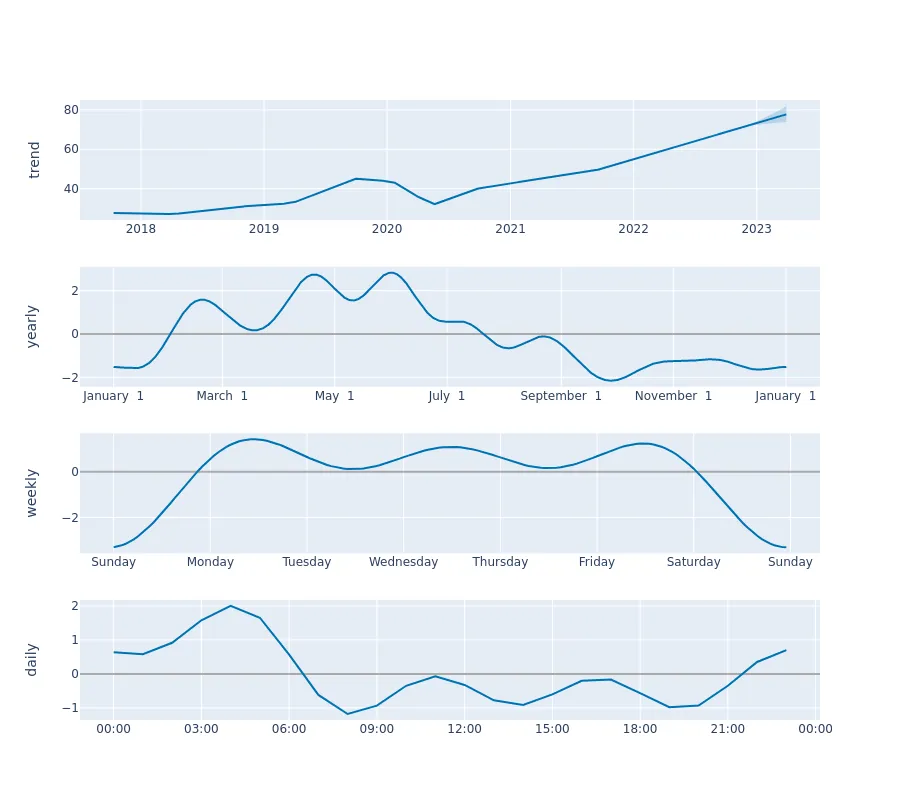 trend
80
60
40
2018 2019 2020 2021 2022 2023
yearly
2
0
−2
January 1 March 1 May 1 July 1 September 1 November 1 January 1
weekly
0
−2
Sunday Monday Tuesday Wednesday Thursday Friday Saturday Sunday
daily
2
1
0
−1
00:00 03:00 06:00 09:00 12:00 15:00 18:00 21:00 00:00